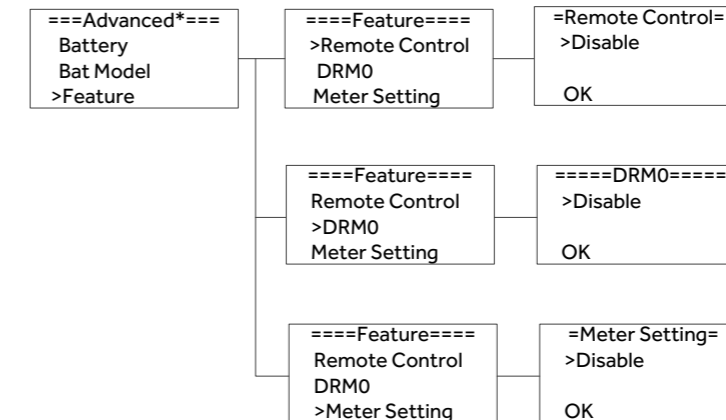 ===Advanced*===
Battery
Bat Model
>Feature
====Feature====
>Remote Control
DRM0
Meter Setting
=Remote Control=
>Disable
OK
====Feature====
Remote Control
>DRM0
Meter Setting
=====DRM0=====
>Disable
OK
====Feature====
Remote Control
DRM0
>Meter Setting
=Meter Setting=
>Disable
OK